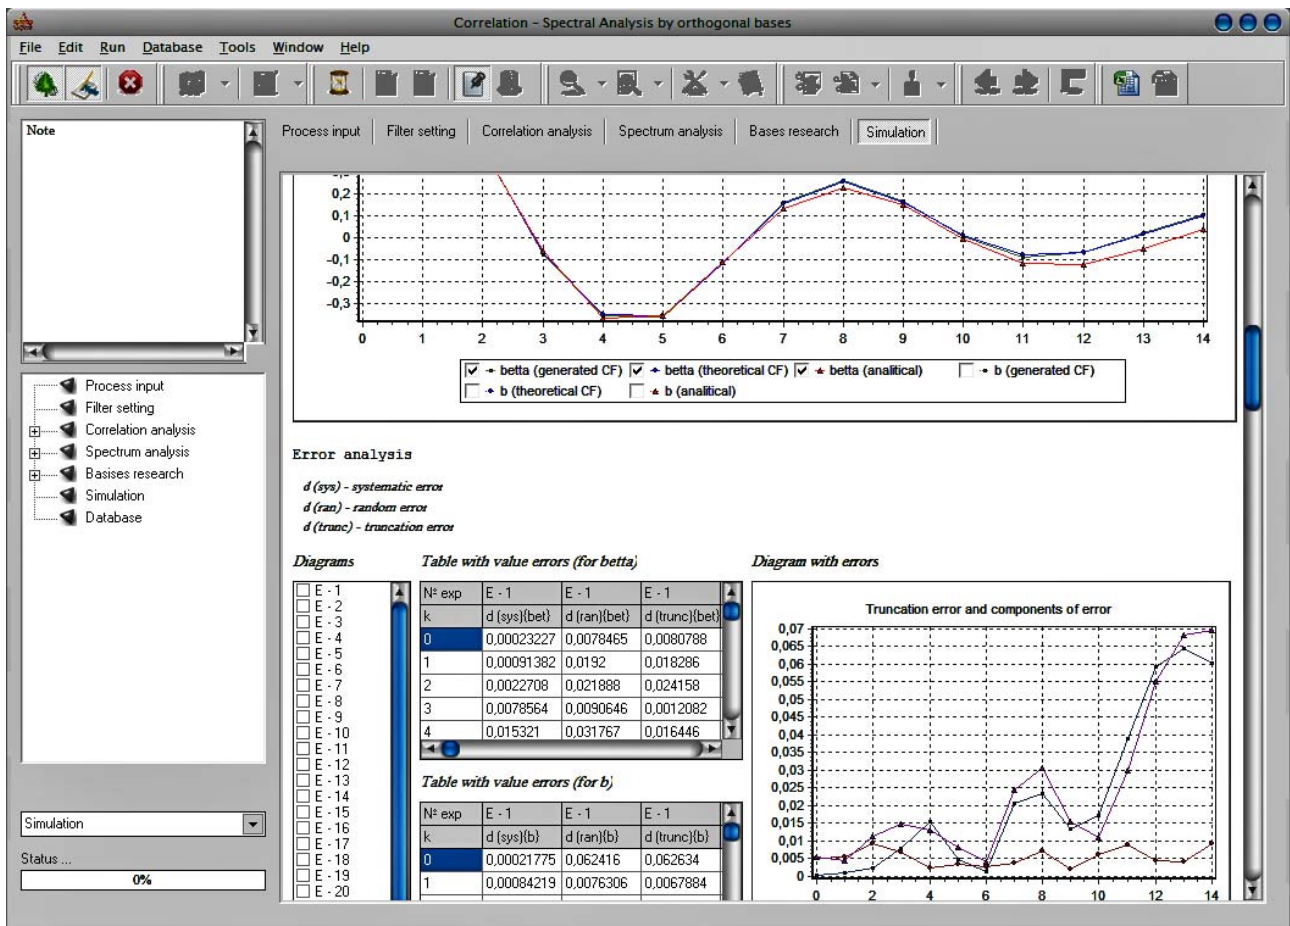 Correlation - Spectral Analysis by orthogonal bases
File Edit Run Database Tools Window Help
Note
Process input
Filter setting
Correlation analysis
Spectrum analysis
Basises research
Simulation
Database
Simulation
Status ...
0%
Process input Filter setting Correlation analysis Spectrum analysis Bases research Simulation
0,2
0,1
0
-0,1
-0,2
-0,3
0 1 2 3 4 5 6 7 8 9 10 11 12 13 14
betta (generated CF) betta (theoretical CF) betta (analitical) b (generated CF)
b (theoretical CF) b (analitical)
Error analysis
d (sys) - systematic error
d (ran) - random error
d (trunc) - truncation error
Diagrams
E - 1
E - 2
E - 3
E - 4
E - 5
E - 6
E - 7
E - 8
E - 9
E - 10
E - 11
E - 12
E - 13
E - 14
E - 15
E - 16
E - 17
E - 18
E - 19
E - 20
Table with value errors (for betta)
№ exp E - 1 E - 1 E - 1
k d (sys){bet} d (ran){bet} d (trunc){bet}
0 0,00023227 0,0078465 0,0080788
1 0,00091382 0,0192 0,018286
2 0,0022708 0,021888 0,024158
3 0,0078564 0,0090646 0,0012082
4 0,015321 0,031767 0,016446
Table with value errors (for b)
№ exp E - 1 E - 1 E - 1
k d (sys){b} d (ran){b} d (trunc){b}
0 0,00021775 0,062416 0,062634
1 0,00084219 0,0076306 0,0067884
Diagram with errors
Truncation error and components of error
0,07
0,065
0,06
0,055
0,05
0,045
0,04
0,035
0,03
0,025
0,02
0,015
0,01
0,005
0
0 2 4 6 8 10 12 14